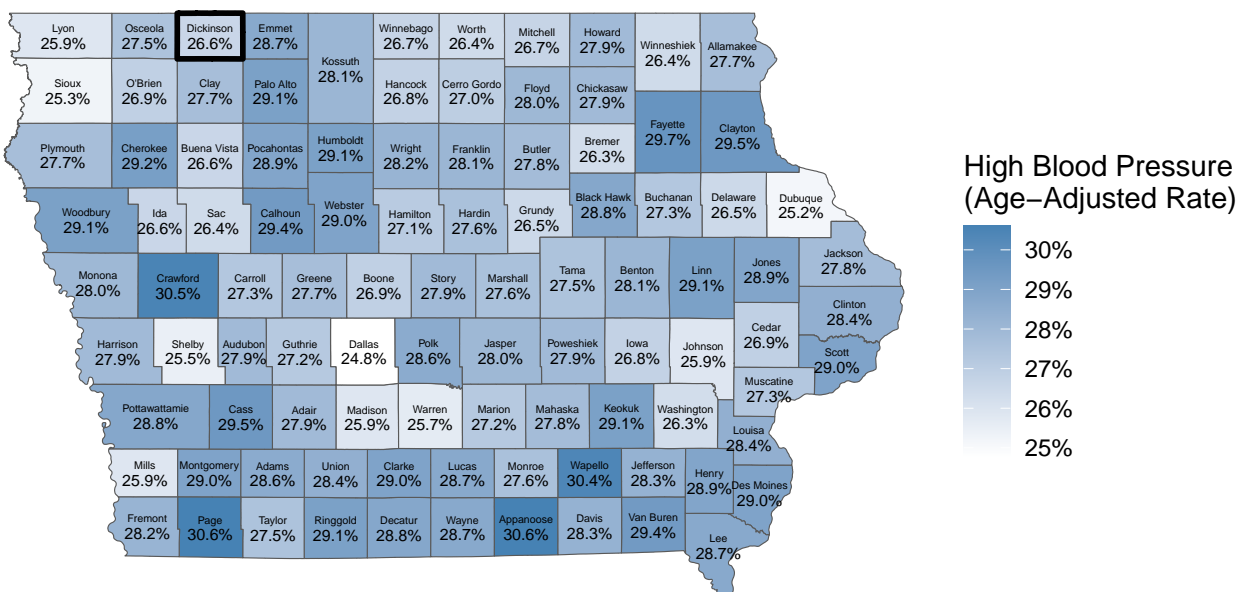 Lyon
25.9%
Osceola
27.5%
Dickinson
26.6%
Emmet
28.7%
Kossuth
28.1%
Winnebago
26.7%
Worth
26.4%
Mitchell
26.7%
Howard
27.9%
Winneshiek
26.4%
Allamakee
27.7%
Sioux
25.3%
O'Brien
26.9%
Clay
27.7%
Palo Alto
29.1%
Hancock
26.8%
Cerro Gordo
27.0%
Floyd
28.0%
Chickasaw
27.9%
Fayette
29.7%
Clayton
29.5%
Plymouth
27.7%
Cherokee
29.2%
Buena Vista
26.6%
Pocahontas
28.9%
Humboldt
29.1%
Wright
28.2%
Franklin
28.1%
Butler
27.8%
Bremer
26.3%
Woodbury
29.1%
Ida
26.6%
Sac
26.4%
Calhoun
29.4%
Webster
29.0%
Hamilton
27.1%
Hardin
27.6%
Grundy
26.5%
Black Hawk
28.8%
Buchanan
27.3%
Delaware
26.5%
Dubuque
25.2%
Monona
28.0%
Crawford
30.5%
Carroll
27.3%
Greene
27.7%
Boone
26.9%
Story
27.9%
Marshall
27.6%
Tama
27.5%
Benton
28.1%
Linn
29.1%
Jones
28.9%
Jackson
27.8%
Clinton
28.4%
Harrison
27.9%
Shelby
25.5%
Audubon
27.9%
Guthrie
27.2%
Dallas
24.8%
Polk
28.6%
Jasper
28.0%
Poweshiek
27.9%
Iowa
26.8%
Johnson
25.9%
Cedar
26.9%
Scott
29.0%
Muscatine
27.3%
Pottawattamie
28.8%
Cass
29.5%
Adair
27.9%
Madison
25.9%
Warren
25.7%
Marion
27.2%
Mahaska
27.8%
Keokuk
29.1%
Washington
26.3%
Louisa
28.4%
Mills
25.9%
Montgomery
29.0%
Adams
28.6%
Union
28.4%
Clarke
29.0%
Lucas
28.7%
Monroe
27.6%
Wapello
30.4%
Jefferson
28.3%
Henry
28.9%
Des Moines
29.0%
Fremont
28.2%
Page
30.6%
Taylor
27.5%
Ringgold
29.1%
Decatur
28.8%
Wayne
28.7%
Appanoose
30.6%
Davis
28.3%
Van Buren
29.4%
Lee
28.7%
High Blood Pressure
(Age−Adjusted Rate)
30%
29%
28%
27%
26%
25%